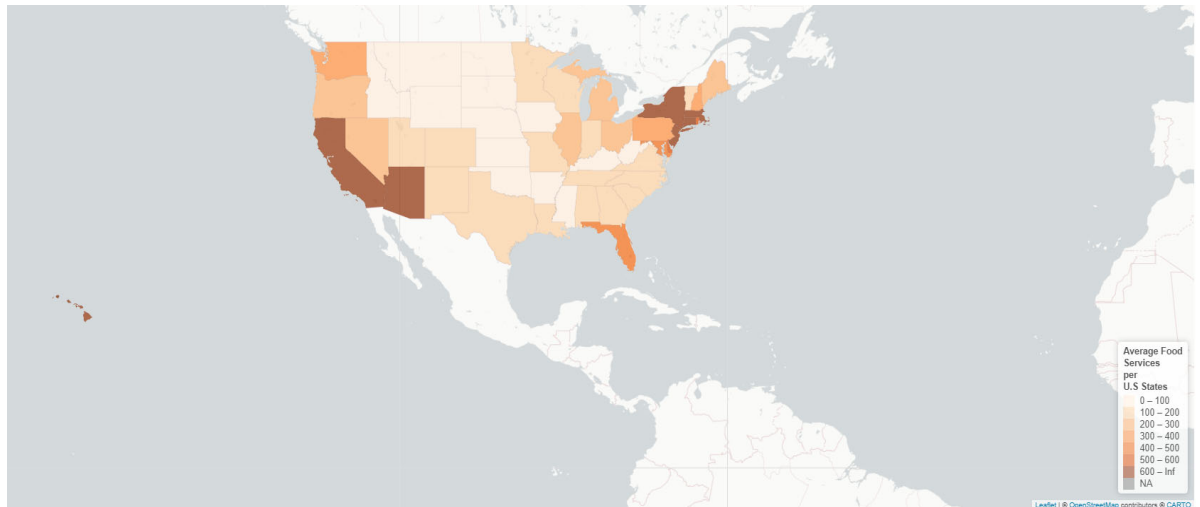 Average Food
Services
per
U.S States
0 – 100
100 – 200
200 – 300
300 – 400
400 – 500
500 – 600
600 – Inf
NA
Leaflet | © OpenStreetMap contributors © CARTO